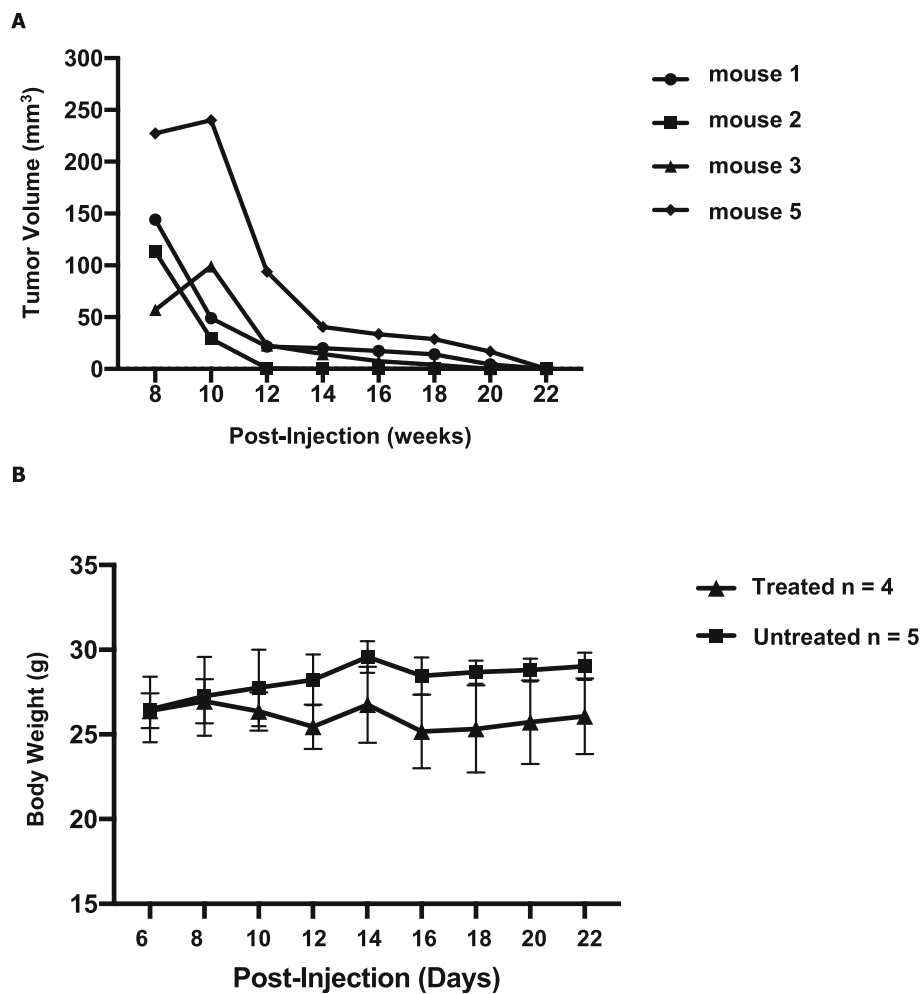 A
300
250
200
150
100
50
0
Tumor Volume (mm³)
8 10 12 14 16 18 20 22
Post-Injection (weeks)
mouse 1
mouse 2
mouse 3
mouse 5
B
35
30
25
20
15
Body Weight (g)
6 8 10 12 14 16 18 20 22
Post-Injection (Days)
Treated n = 4
Untreated n = 5